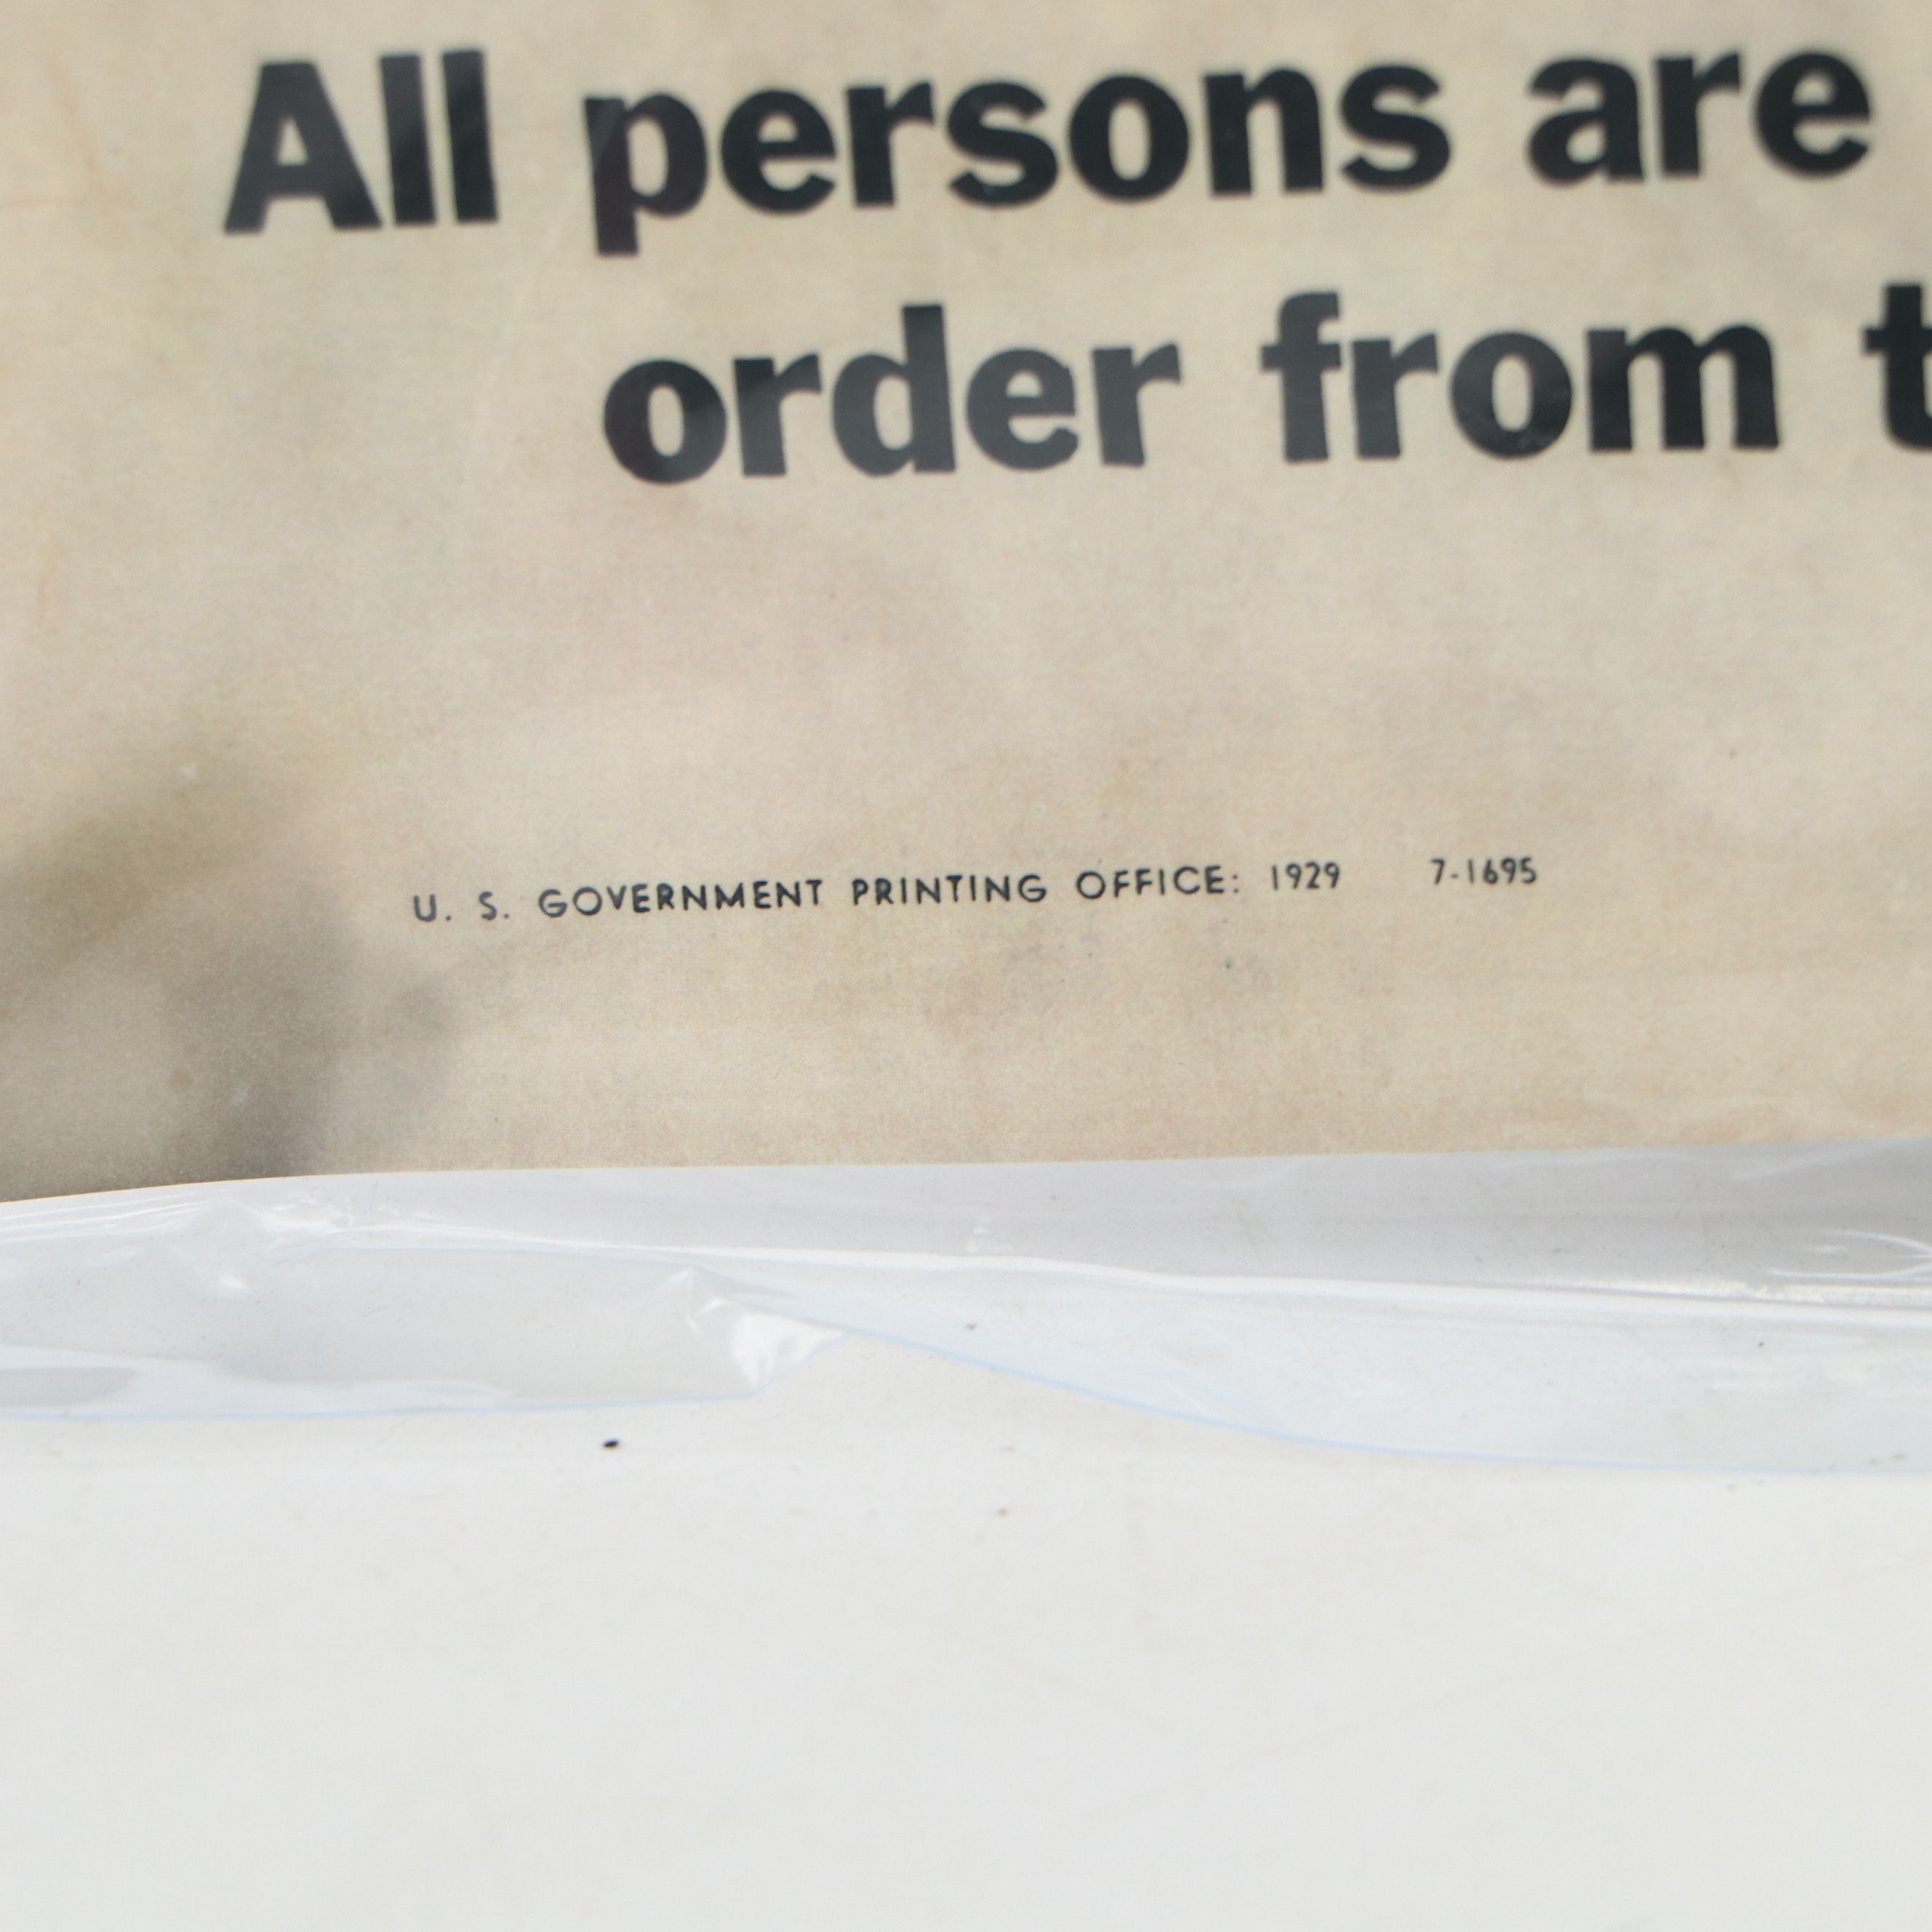 All persons are
order from t
U. S. GOVERNMENT PRINTING OFFICE: 1929 7-1695